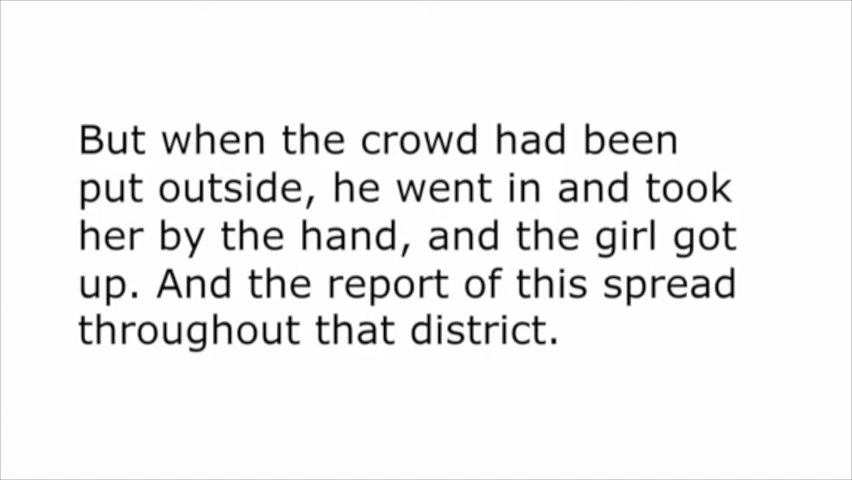 But when the crowd had been
put outside, he went in and took
her by the hand, and the girl got
up. And the report of this spread
throughout that district.